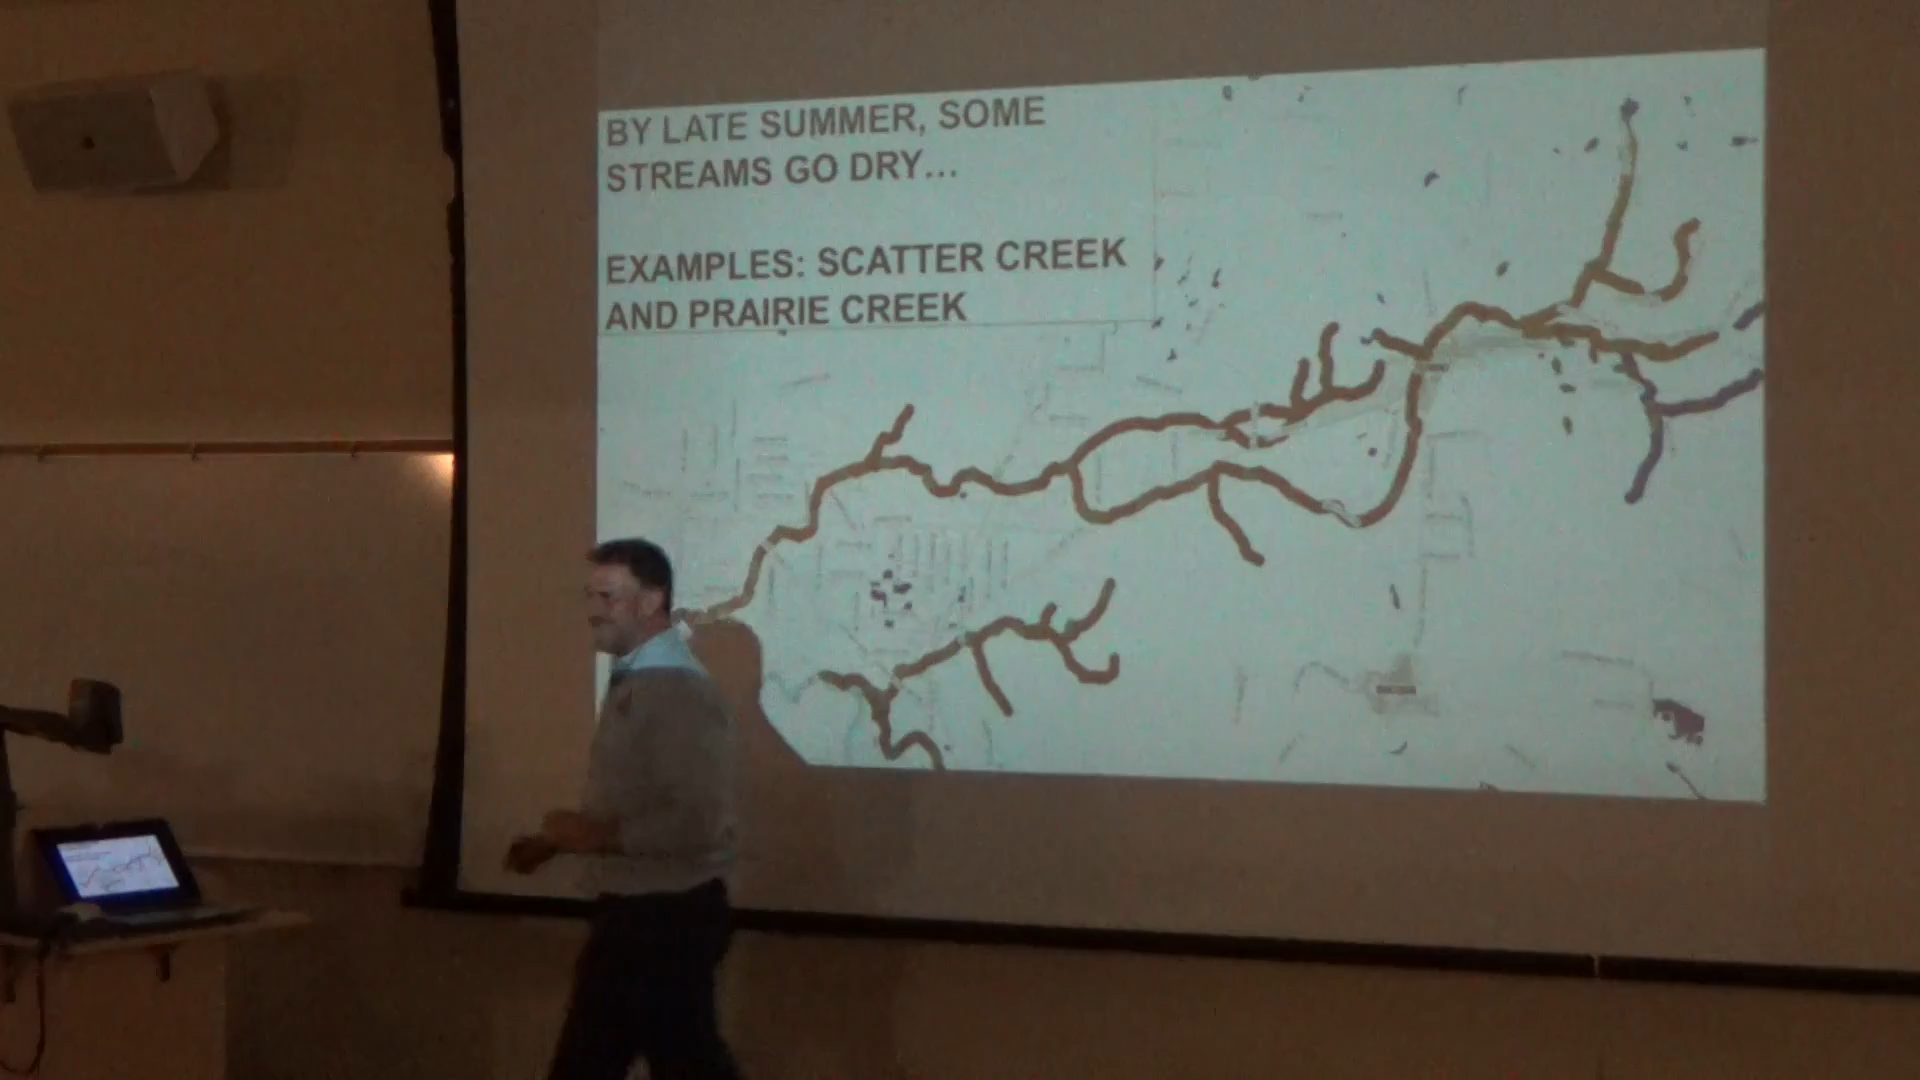 BY LATE SUMMER, SOME
STREAMS GO DRY...
EXAMPLES: SCATTER CREEK
AND PRAIRIE CREEK